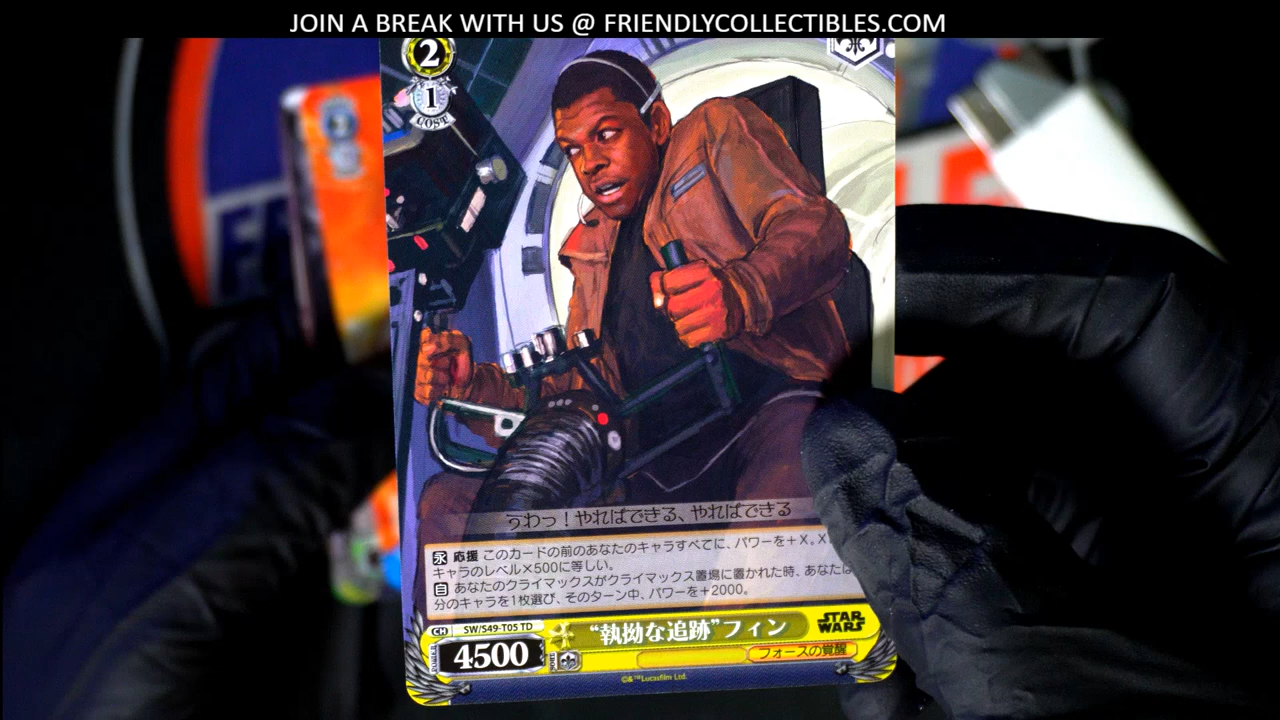 JOIN A BREAK WITH US @ FRIENDLYCOLLECTIBLES.COM
2
1
COST
うわっ！やればできる、やればできる
永 応援 このカードの前のあなたのキャラすべてに、パワーを＋X。X
キャラのレベル×500に等しい。
自 あなたのクライマックスがクライマックス置場に置かれた時、あなたは
分のキャラを1枚選び、そのターン中、パワーを＋2000。
CH SW/S49-T05 TD
“執拗な追跡”フィン
STAR WARS
POWER 4500 SOUL
フォースの覚醒
©&™Lucasfilm Ltd.